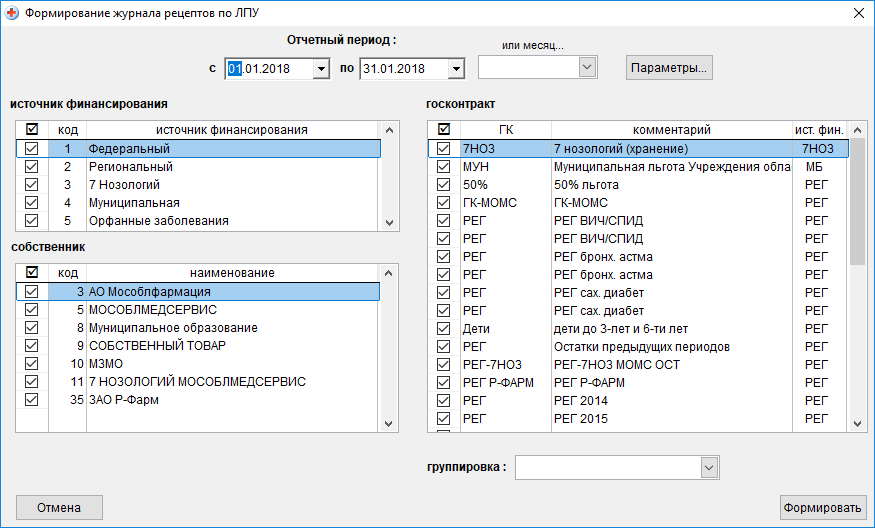 Формирование журнала рецептов по ЛПУ
Отчетный период :
или месяц...
с 01.01.2018 по 31.01.2018 Параметры...
источник финансирования
код источник финансирования
1 Федеральный
2 Региональный
3 7 Нозологий
4 Муниципальная
5 Орфанные заболевания
собственник
код наименование
3 АО Мособлфармация
5 МОСОБЛМЕДСЕРВИС
8 Муниципальное образование
9 СОБСТВЕННЫЙ ТОВАР
10 МЗМО
11 7 НОЗОЛОГИЙ МОСОБЛМЕДСЕРВИС
35 ЗАО Р-Фарм
госконтракт
ГК комментарий ист. фин.
7НОЗ 7 нозологий (хранение) 7НОЗ
МУН Муниципальная льгота Учреждения обла МБ
50% 50% льгота РЕГ
ГК-МОМС ГК-МОМС РЕГ
РЕГ РЕГ ВИЧ/СПИД РЕГ
РЕГ РЕГ ВИЧ/СПИД РЕГ
РЕГ РЕГ бронх. астма РЕГ
РЕГ РЕГ бронх. астма РЕГ
РЕГ РЕГ сах. диабет РЕГ
РЕГ РЕГ сах. диабет РЕГ
Дети дети до 3-лет и 6-ти лет РЕГ
РЕГ Остатки предыдущих периодов РЕГ
РЕГ-7НОЗ РЕГ-7НОЗ МОМС ОСТ РЕГ
РЕГ Р-ФАРМ РЕГ Р-ФАРМ РЕГ
РЕГ РЕГ 2014 РЕГ
РЕГ РЕГ 2015 РЕГ
группировка :
Отмена
Формировать